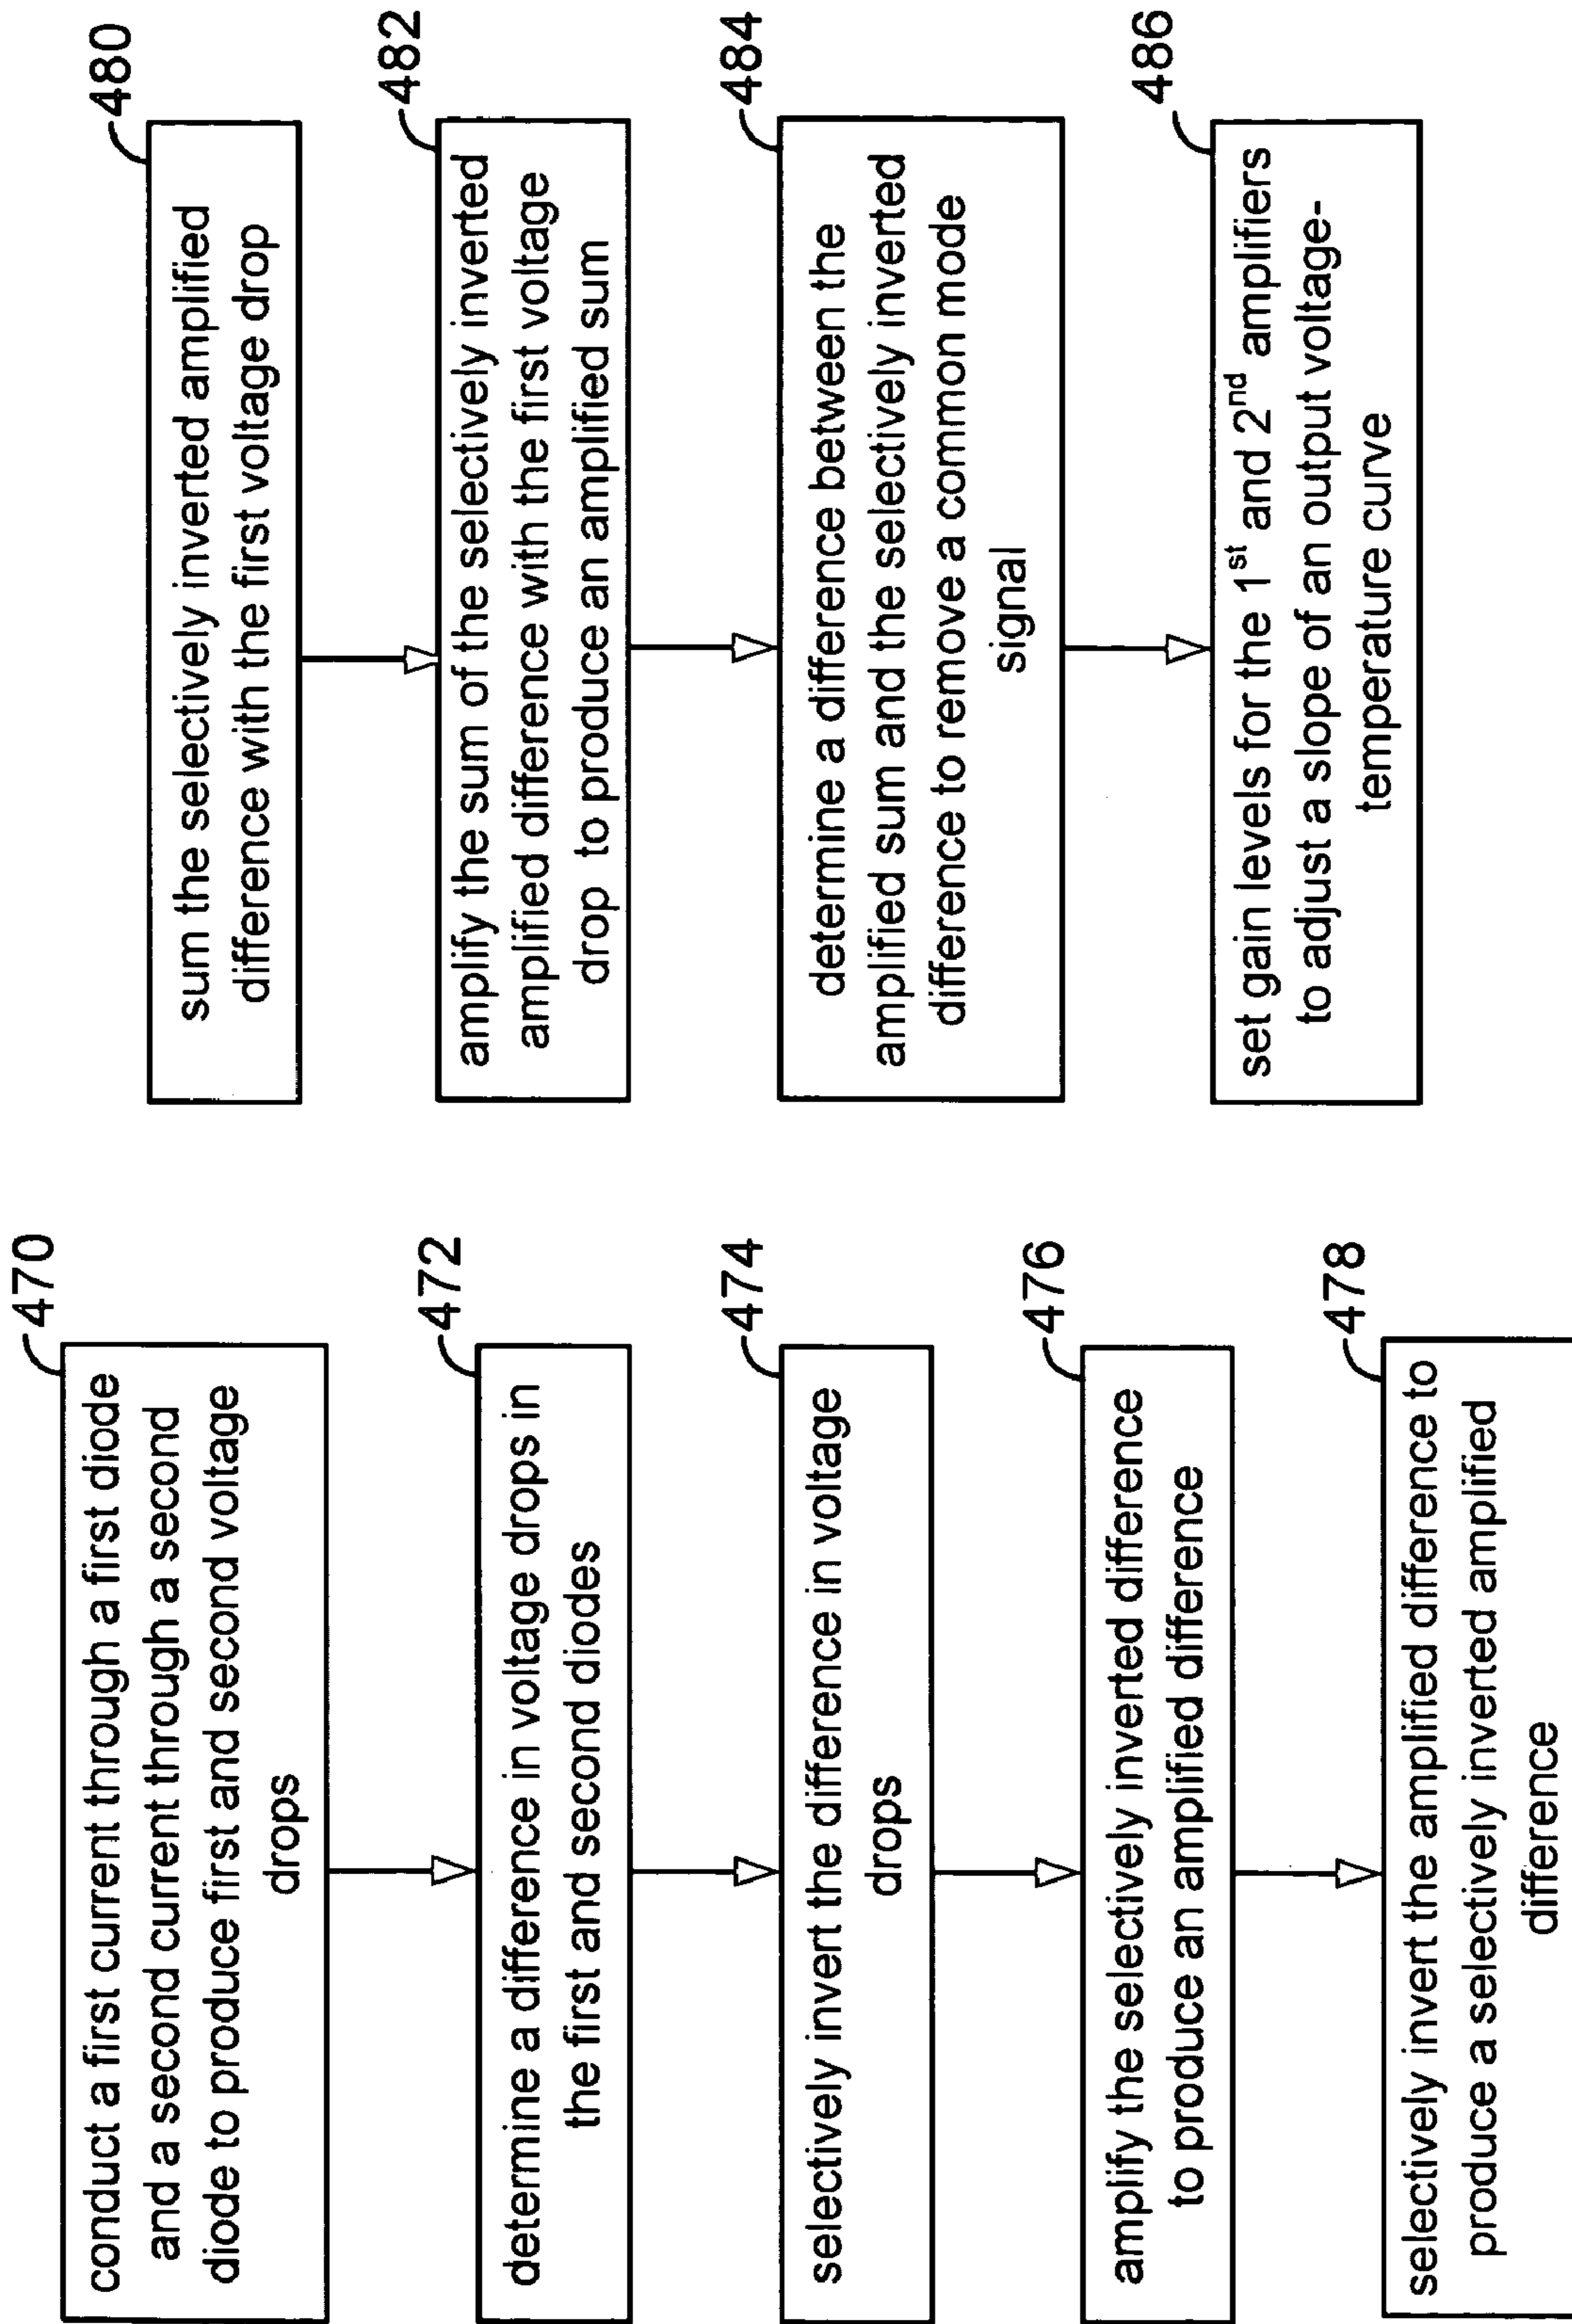 470
conduct a first current through a first diode
and a second current through a second
diode to produce first and second voltage
drops
472
determine a difference in voltage drops in
the first and second diodes
474
selectively invert the difference in voltage
drops
476
amplify the selectively inverted difference
to produce an amplified difference
478
selectively invert the amplified difference to
produce a selectively inverted amplified
difference
480
sum the selectively inverted amplified
difference with the first voltage drop
482
amplify the sum of the selectively inverted
amplified difference with the first voltage
drop to produce an amplified sum
484
determine a difference between the
amplified sum and the selectively inverted
difference to remove a common mode
signal
486
set gain levels for the 1st and 2nd amplifiers
to adjust a slope of an output voltage-
temperature curve